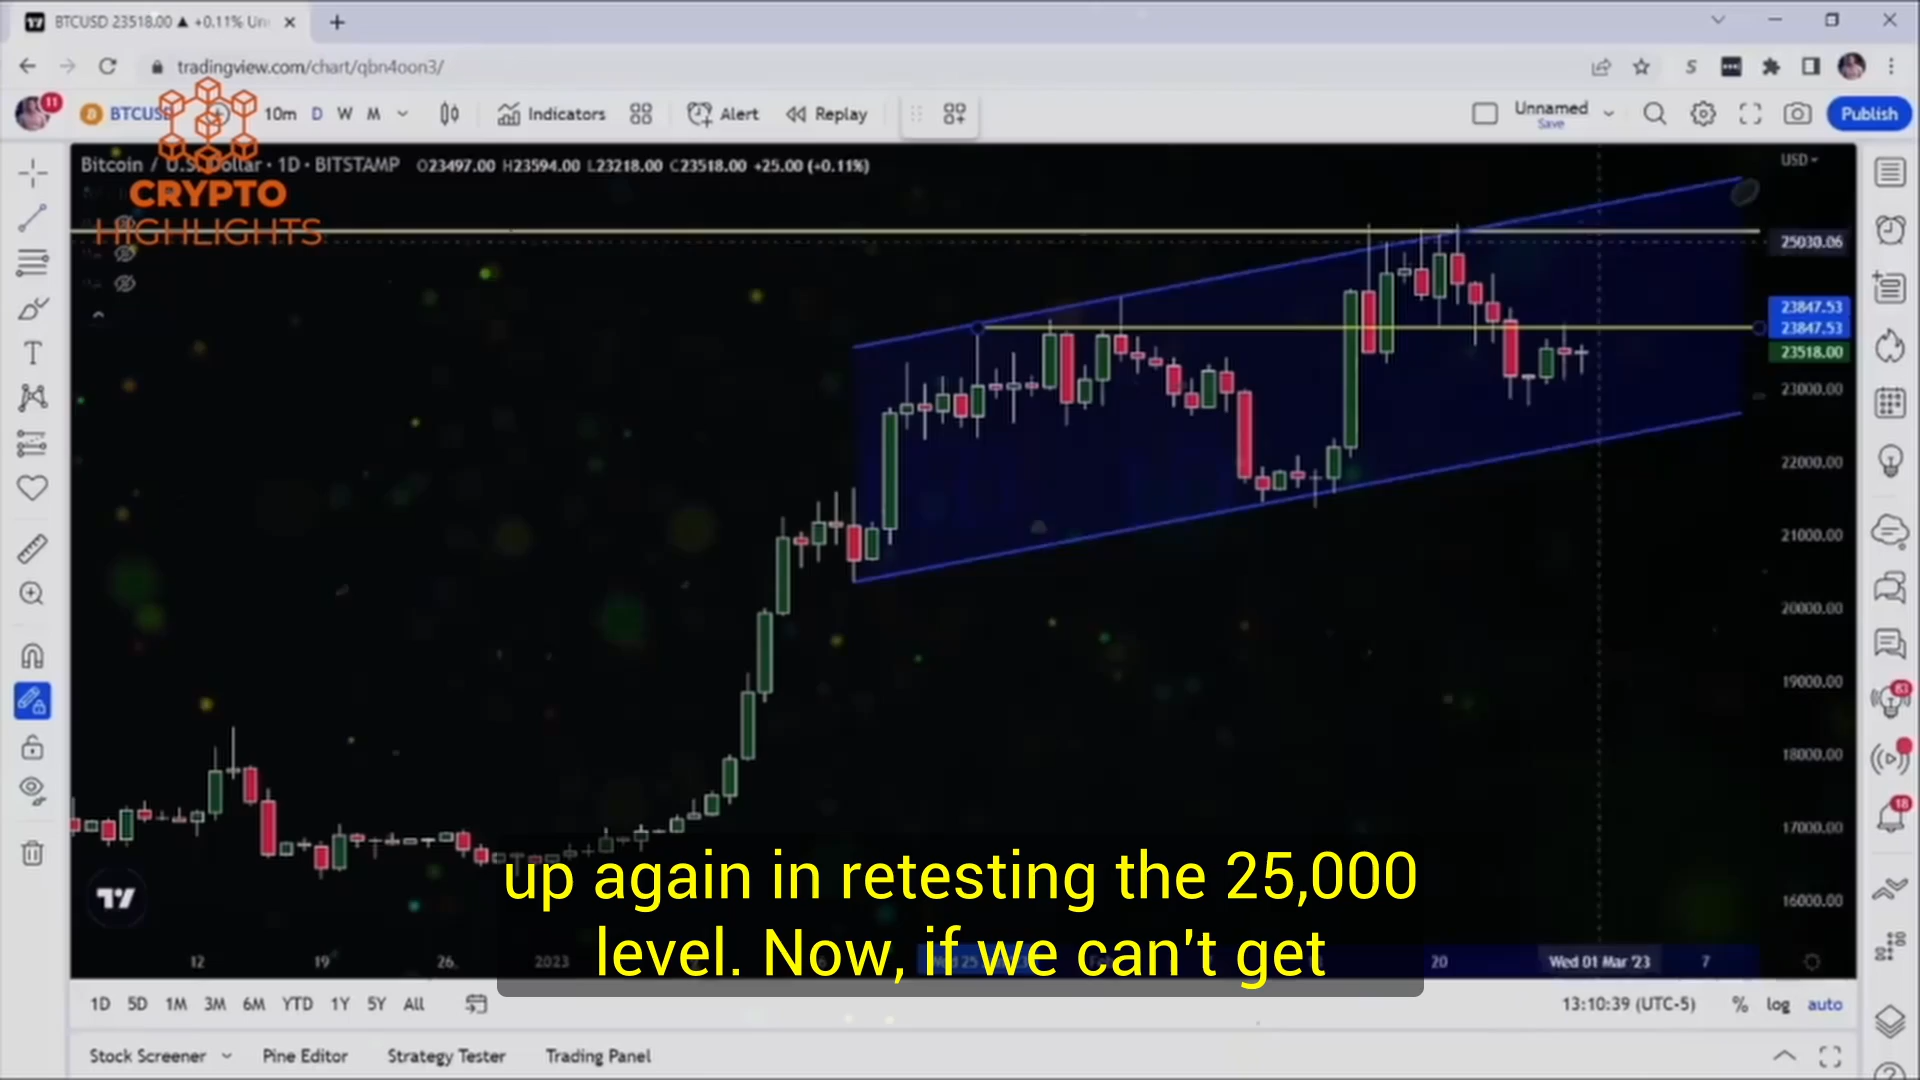 BTCUSD 23518.00 ▲ +0.11% Un
tradingview.com/chart/qbn4oon3/
11
BTCUSD
10m
D
W
M
Indicators
Alert
Replay
Unnamed
Save
Publish
Bitcoin / U.S. Dollar · 1D · BITSTAMP O23497.00 H23594.00 L23218.00 C23518.00 +25.00 (+0.11%)
USD
CRYPTO
HIGHLIGHTS
25030.06
23847.53
23847.53
23518.00
23000.00
22000.00
21000.00
20000.00
19000.00
18000.00
17000.00
16000.00
83
18
up again in retesting the 25,000
level. Now, if we can't get
12
19
26
2023
20
Wed 01 Mar '23
7
1D 5D 1M 3M 6M YTD 1Y 5Y All
13:10:39 (UTC-5)
%
log
auto
Stock Screener
Pine Editor
Strategy Tester
Trading Panel